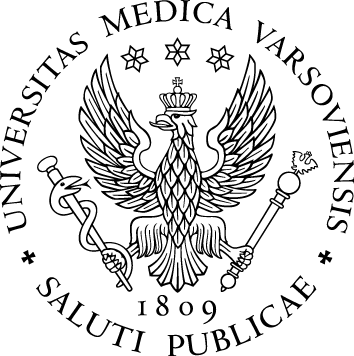 UNIVERSITAS MEDICA VARSOVIENSIS
1809
SALUTI PUBLICAE